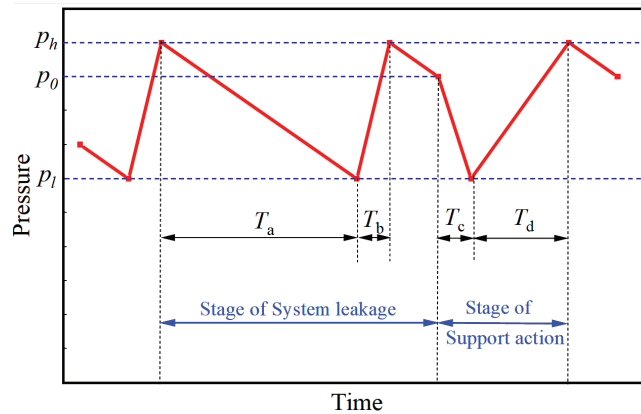 Pressure
p_h
p_0
p_l
T_a
T_b
T_c
T_d
Stage of System leakage
Stage of
Support action
Time